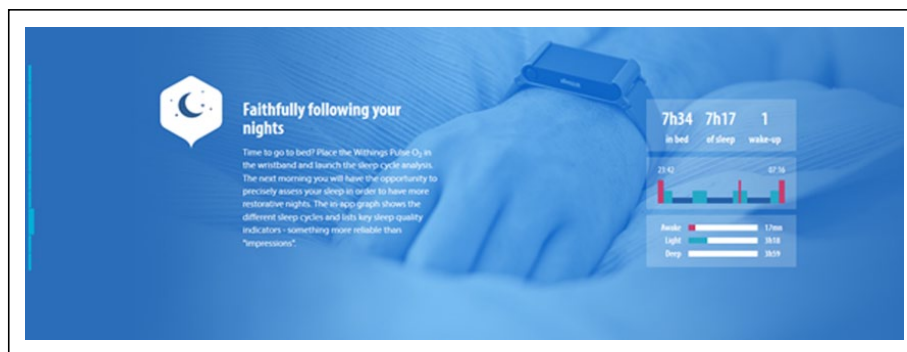 Faithfully following your
nights
Time to go to bed? Place the Withings Pulse O₂ in
the wristband and launch the sleep cycle analysis.
The next morning you will have the opportunity to
precisely assess your sleep in order to have more
restorative nights. The in-app graph shows the
different sleep cycles and lists key sleep quality
indicators - something more reliable than
"impressions".
7h34 7h17 1
in bed of sleep wake-up
23:42 07:16
Awake 17mn
Light 3h18
Deep 3h59